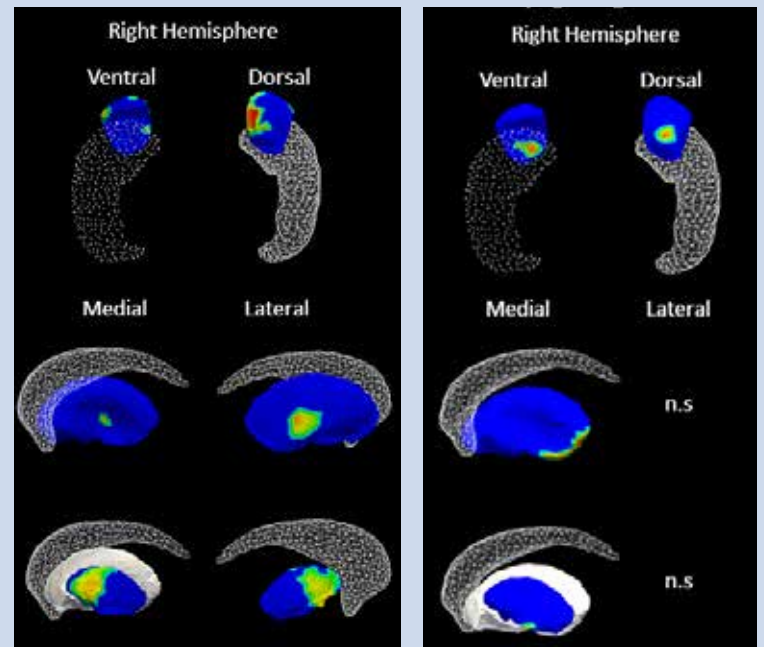 Right Hemisphere
Ventral Dorsal
Medial Lateral
Right Hemisphere
Ventral Dorsal
Medial Lateral
n.s
n.s